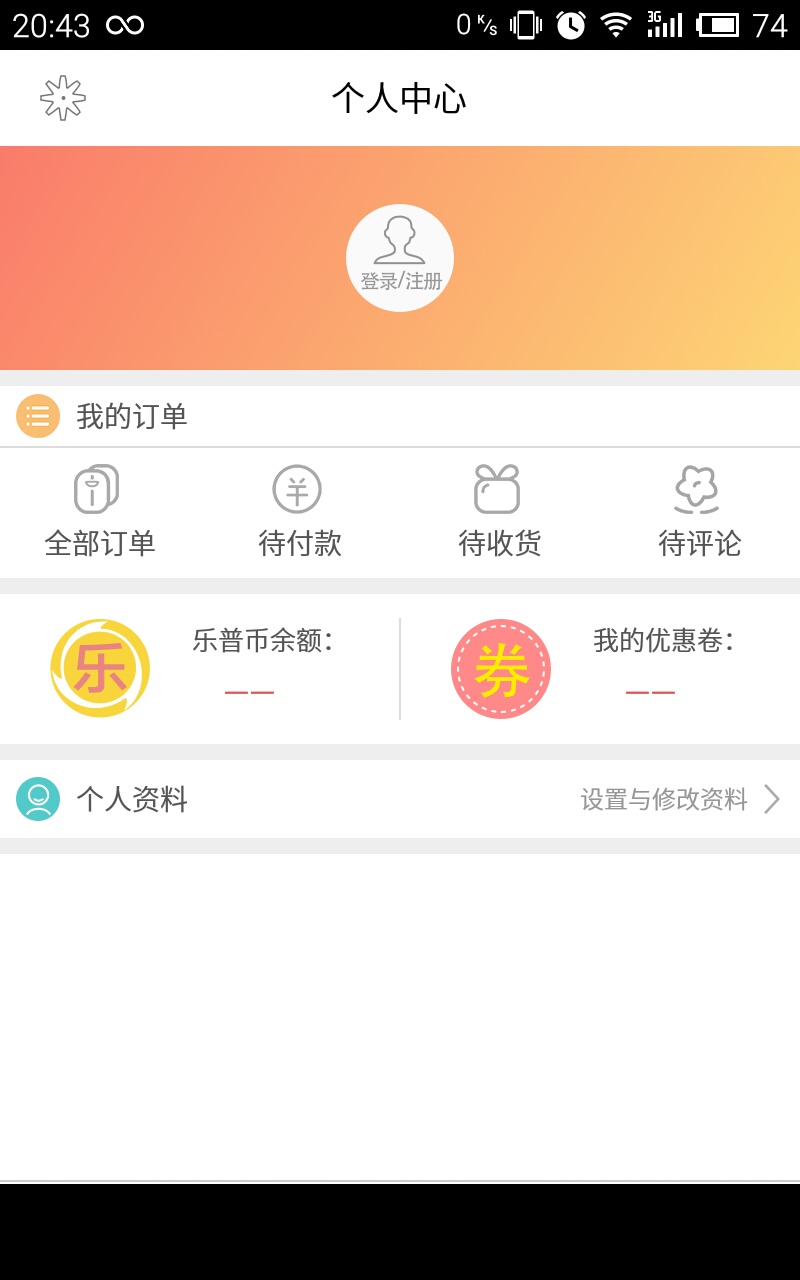 20:43 0 K/s 3G 74
个人中心
登录/注册
我的订单
全部订单 待付款 待收货 待评论
乐 乐普币余额： 券 我的优惠卷：
—— ——
个人资料 设置与修改资料